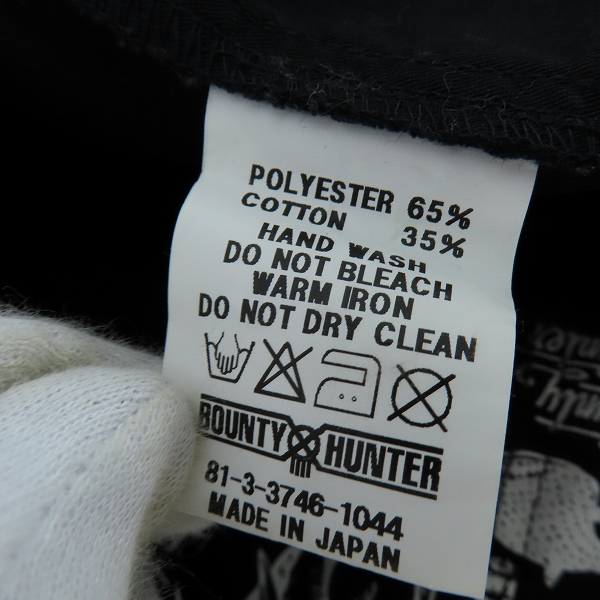 POLYESTER 65%
COTTON 35%
HAND WASH
DO NOT BLEACH
WARM IRON
DO NOT DRY CLEAN
BOUNTY HUNTER
81-3-3746-1044
MADE IN JAPAN